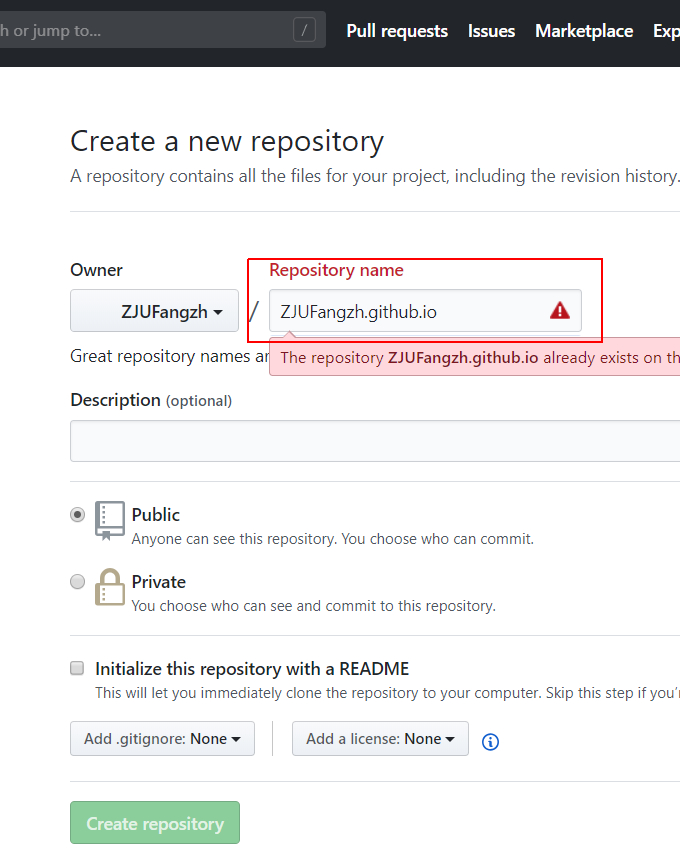 h or jump to... / Pull requests Issues Marketplace Exp
Create a new repository
A repository contains all the files for your project, including the revision history.
Owner Repository name
ZJUFangzh / ZJUFangzh.github.io
Great repository names ar
The repository ZJUFangzh.github.io already exists on th
Description (optional)
Public
Anyone can see this repository. You choose who can commit.
Private
You choose who can see and commit to this repository.
Initialize this repository with a README
This will let you immediately clone the repository to your computer. Skip this step if you'r
Add .gitignore: None Add a license: None
Create repository